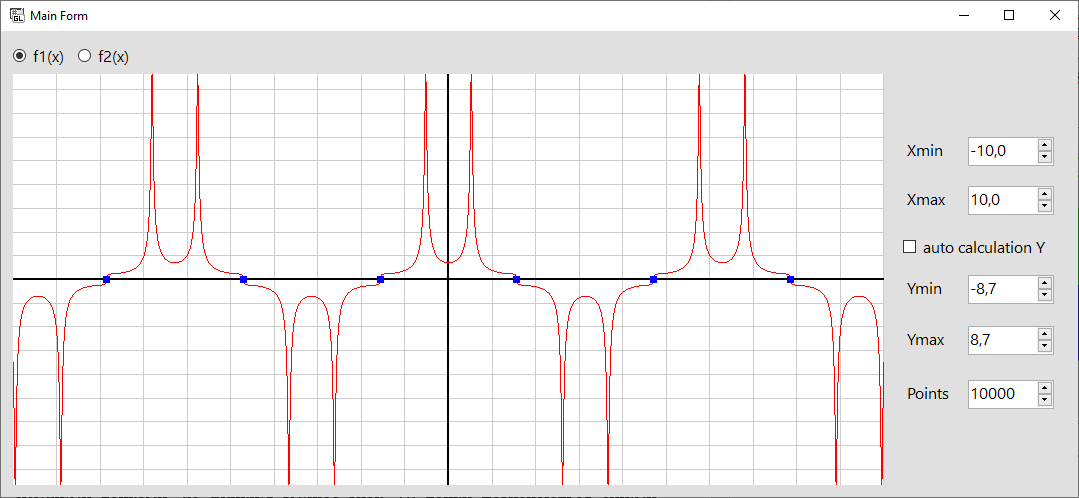 Main Form
f1(x) f2(x)
Xmin -10,0
Xmax 10,0
auto calculation Y
Ymin -8,7
Ymax 8,7
Points 10000